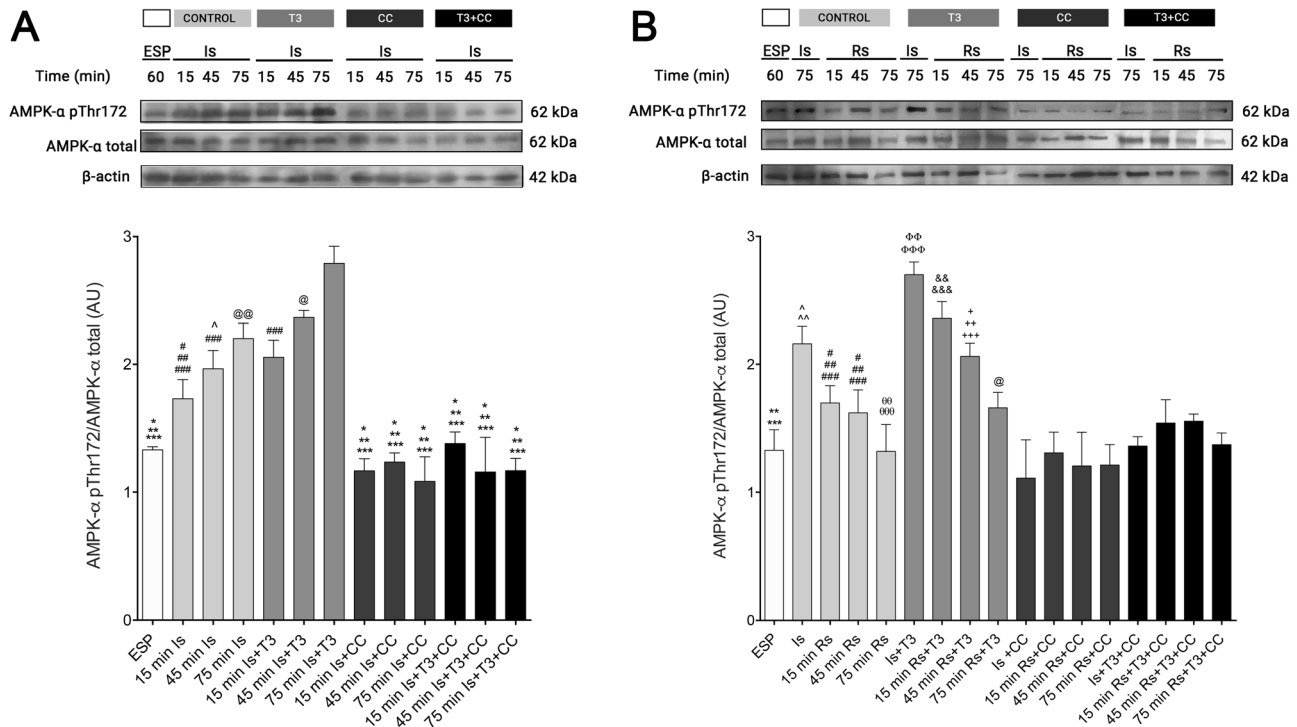 A
CONTROL T3 CC T3+CC
ESP Is Is Is Is
Time (min) 60 15 45 75 15 45 75 15 45 75 15 45 75
AMPK-α pThr172 62 kDa
AMPK-α total 62 kDa
β-actin 42 kDa
AMPK-α pThr172/AMPK-α total (AU)
3
2
1
0
*
**
***
#
##
###
^
###
@@
###
@
*
**
***
*
**
***
*
**
***
*
**
***
*
**
***
*
**
***
ESP
15 min Is
45 min Is
75 min Is
15 min Is+T3
45 min Is+T3
75 min Is+T3
15 min Is+CC
45 min Is+CC
75 min Is+CC
15 min Is+T3+CC
45 min Is+T3+CC
75 min Is+T3+CC
B
CONTROL T3 CC T3+CC
ESP Is Rs Is Rs Is Rs Is Rs
Time (min) 60 75 15 45 75 75 15 45 75 75 15 45 75 75 15 45 75
AMPK-α pThr172 62 kDa
AMPK-α total 62 kDa
β-actin 42 kDa
AMPK-α pThr172/AMPK-α total (AU)
3
2
1
0
**
***
^
^^
#
##
###
#
##
###
θθ
θθθ
ΦΦ
ΦΦΦ
&&
&&&
+
++
+++
@
ESP
Is
15 min Rs
45 min Rs
75 min Rs
Is+T3
15 min Rs+T3
45 min Rs+T3
75 min Rs+T3
Is +CC
15 min Rs+CC
45 min Rs+CC
75 min Rs+CC
Is+T3+CC
15 min Rs+T3+CC
45 min Rs+T3+CC
75 min Rs+T3+CC